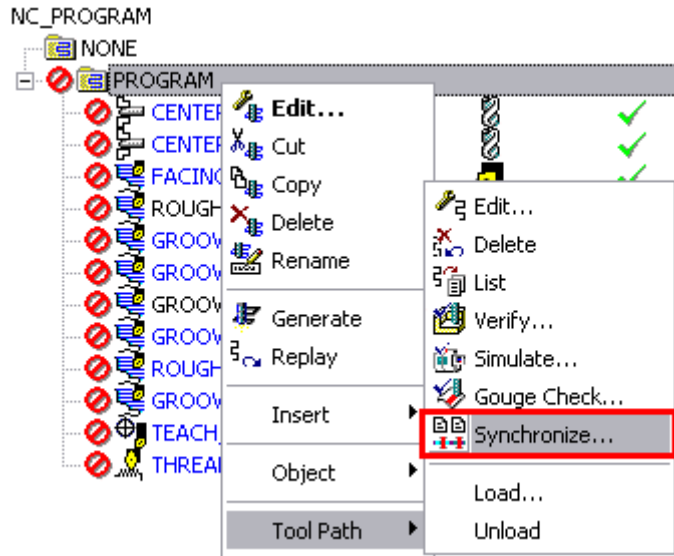 NC_PROGRAM
NONE
PROGRAM
CENTER
CENTER
FACING
ROUGH
GROOV
GROOV
GROOV
GROOV
ROUGH
GROOV
TEACH_
THREAD
Edit...
Cut
Copy
Delete
Rename
Generate
Replay
Insert
Object
Tool Path
Edit...
Delete
List
Verify...
Simulate...
Gouge Check...
Synchronize...
Load...
Unload